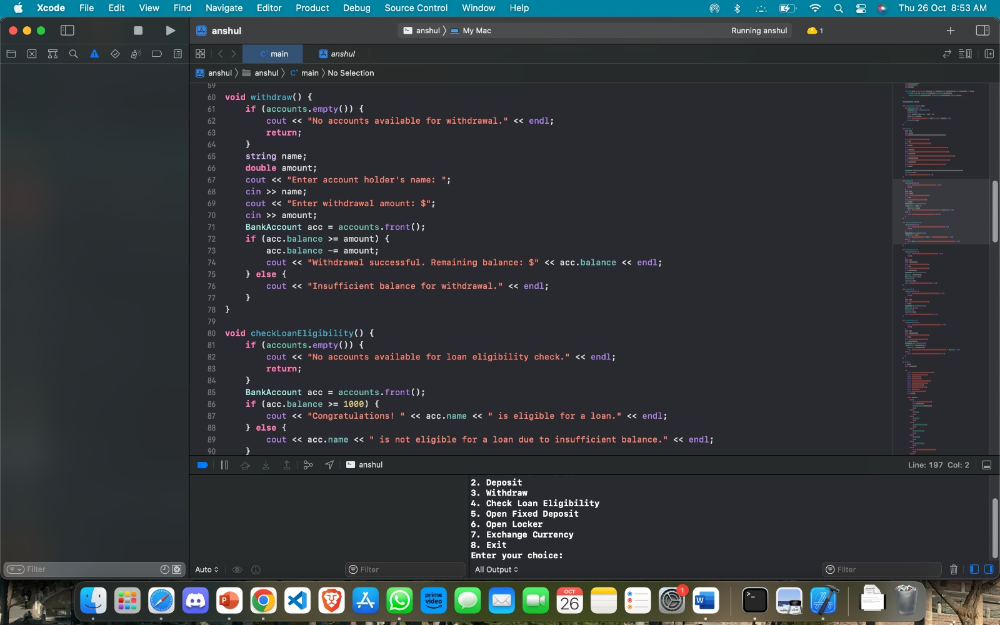 Xcode File Edit View Find Navigate Editor Product Debug Source Control Window Help Thu 26 Oct 8:53 AM
anshul anshul 〉 My Mac Running anshul 1
C+ main anshul
anshul 〉 anshul 〉 C+ main 〉 No Selection
59
60 void withdraw() {
61 if (accounts.empty()) {
62 cout << "No accounts available for withdrawal." << endl;
63 return;
64 }
65 string name;
66 double amount;
67 cout << "Enter account holder's name: ";
68 cin >> name;
69 cout << "Enter withdrawal amount: $";
70 cin >> amount;
71 BankAccount acc = accounts.front();
72 if (acc.balance >= amount) {
73 acc.balance -= amount;
74 cout << "Withdrawal successful. Remaining balance: $" << acc.balance << endl;
75 } else {
76 cout << "Insufficient balance for withdrawal." << endl;
77 }
78 }
79
80 void checkLoanEligibility() {
81 if (accounts.empty()) {
82 cout << "No accounts available for loan eligibility check." << endl;
83 return;
84 }
85 BankAccount acc = accounts.front();
86 if (acc.balance >= 1000) {
87 cout << "Congratulations! " << acc.name << " is eligible for a loan." << endl;
88 } else {
89 cout << acc.name << " is not eligible for a loan due to insufficient balance." << endl;
90 }
anshul Line: 197 Col: 2
2. Deposit
3. Withdraw
4. Check Loan Eligibility
5. Open Fixed Deposit
6. Open Locker
7. Exchange Currency
8. Exit
Enter your choice:
Filter Auto Filter All Output Filter
P prime video OCT 26 1 W >_